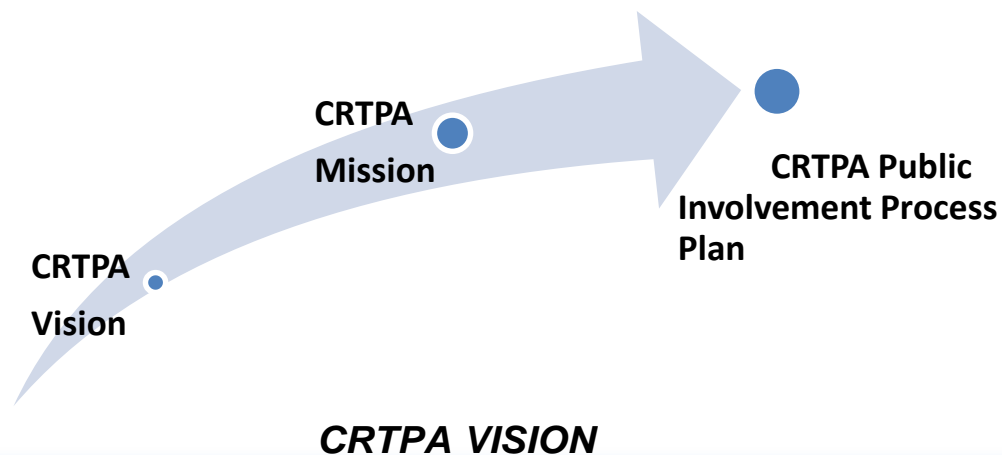 CRTPA
Mission
CRTPA Public
Involvement Process
Plan
CRTPA
Vision
CRTPA VISION